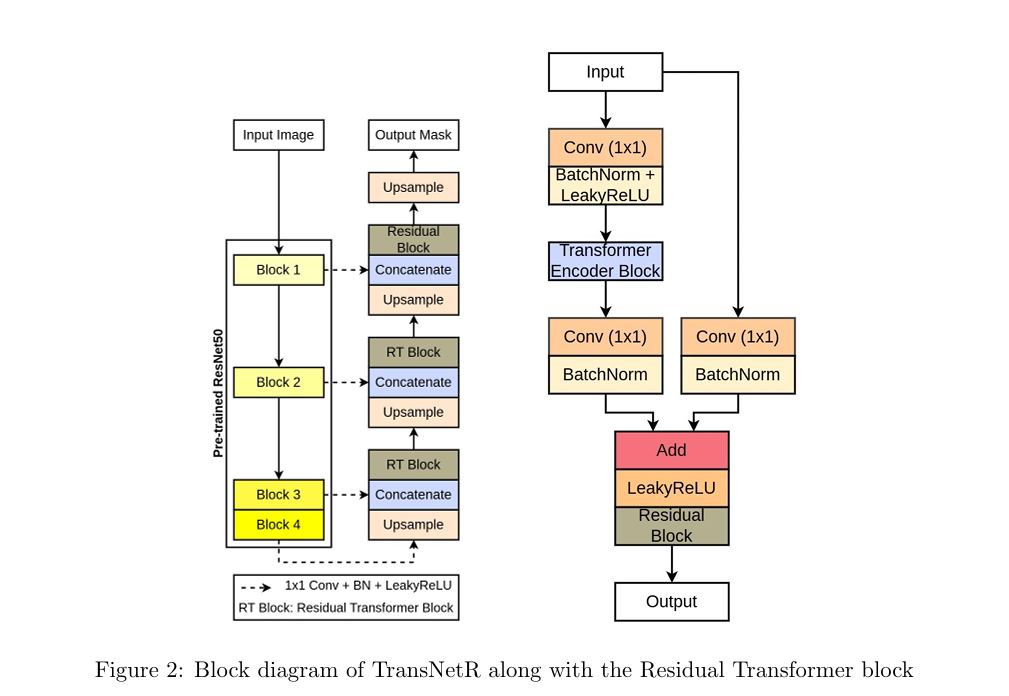 Input Image
Output Mask
Upsample
Residual
Block
Block 1
Concatenate
Upsample
Pre-trained ResNet50
RT Block
Block 2
Concatenate
Upsample
RT Block
Block 3
Concatenate
Block 4
Upsample
1x1 Conv + BN + LeakyReLU
RT Block: Residual Transformer Block
Input
Conv (1x1)
BatchNorm +
LeakyReLU
Transformer
Encoder Block
Conv (1x1)
BatchNorm
Conv (1x1)
BatchNorm
Add
LeakyReLU
Residual
Block
Output
Figure 2: Block diagram of TransNetR along with the Residual Transformer block